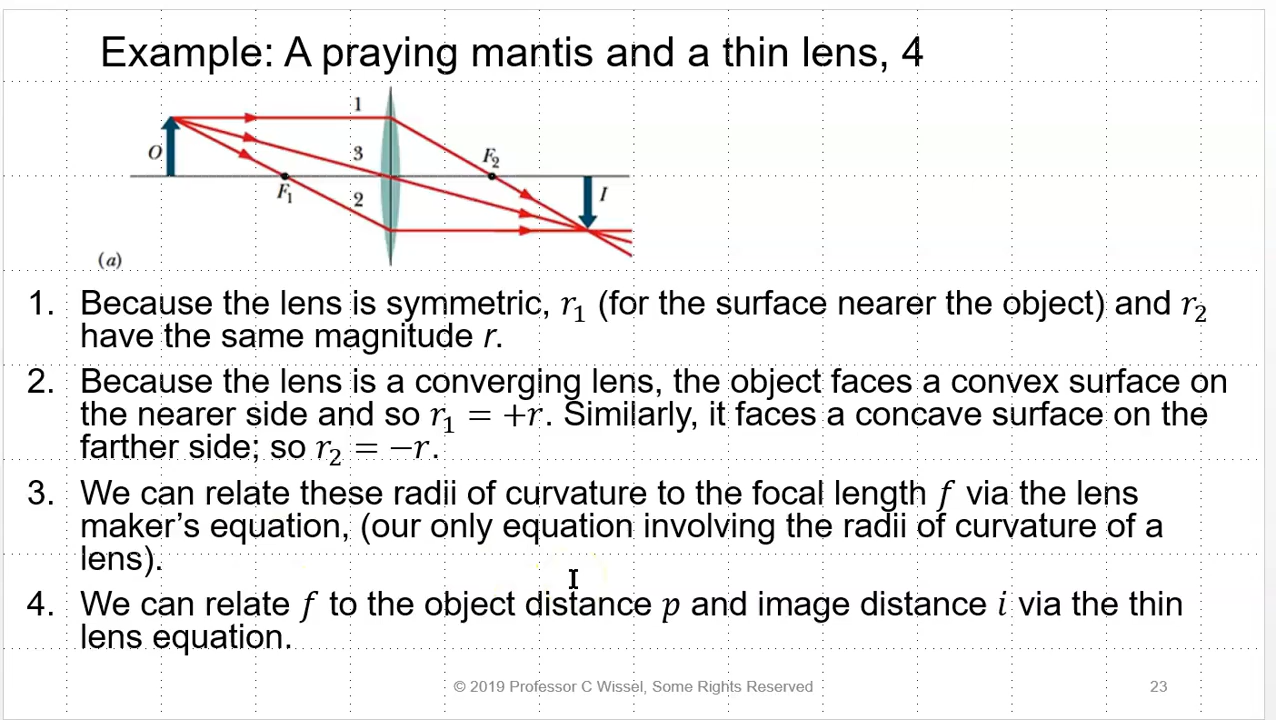 Example: A praying mantis and a thin lens, 4
1
O
3
F₂
F₁
2
I
(a)
1. Because the lens is symmetric, r₁ (for the surface nearer the object) and r₂
have the same magnitude r.
2. Because the lens is a converging lens, the object faces a convex surface on
the nearer side and so r₁ = +r. Similarly, it faces a concave surface on the
farther side; so r₂ = −r.
3. We can relate these radii of curvature to the focal length f via the lens
maker’s equation, (our only equation involving the radii of curvature of a
lens).
4. We can relate f to the object distance p and image distance i via the thin
lens equation.
© 2019 Professor C Wissel, Some Rights Reserved
23